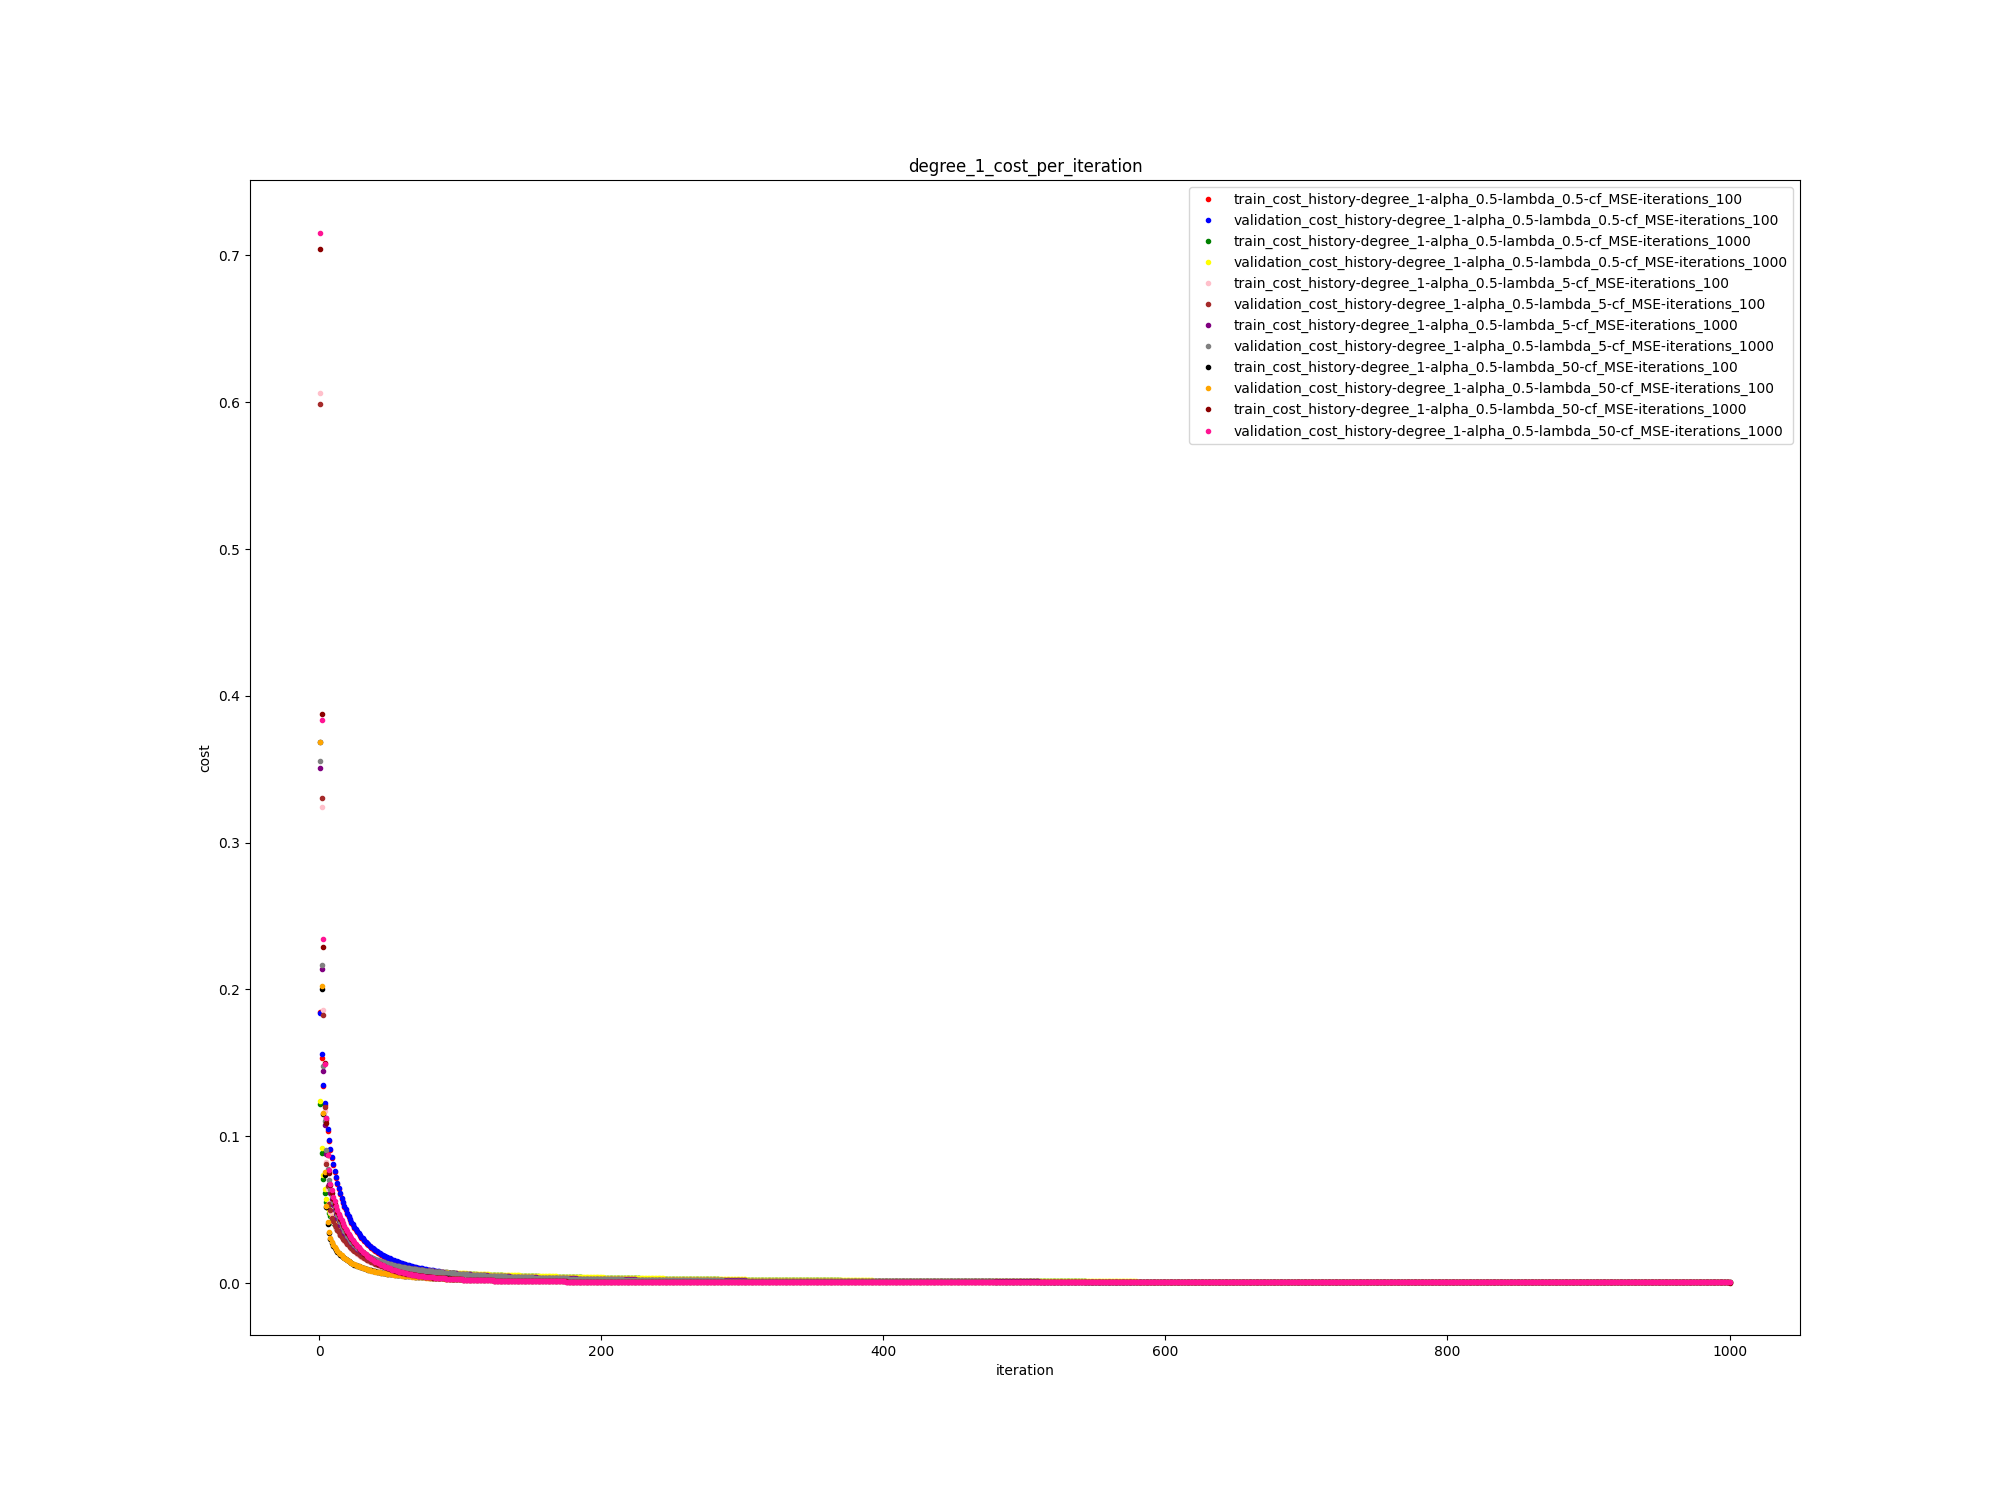 degree_1_cost_per_iteration
train_cost_history-degree_1-alpha_0.5-lambda_0.5-cf_MSE-iterations_100
validation_cost_history-degree_1-alpha_0.5-lambda_0.5-cf_MSE-iterations_100
train_cost_history-degree_1-alpha_0.5-lambda_0.5-cf_MSE-iterations_1000
validation_cost_history-degree_1-alpha_0.5-lambda_0.5-cf_MSE-iterations_1000
train_cost_history-degree_1-alpha_0.5-lambda_5-cf_MSE-iterations_100
validation_cost_history-degree_1-alpha_0.5-lambda_5-cf_MSE-iterations_100
train_cost_history-degree_1-alpha_0.5-lambda_5-cf_MSE-iterations_1000
validation_cost_history-degree_1-alpha_0.5-lambda_5-cf_MSE-iterations_1000
train_cost_history-degree_1-alpha_0.5-lambda_50-cf_MSE-iterations_100
validation_cost_history-degree_1-alpha_0.5-lambda_50-cf_MSE-iterations_100
train_cost_history-degree_1-alpha_0.5-lambda_50-cf_MSE-iterations_1000
validation_cost_history-degree_1-alpha_0.5-lambda_50-cf_MSE-iterations_1000
0.7
0.6
0.5
0.4
0.3
0.2
0.1
0.0
cost
0 200 400 600 800 1000
iteration